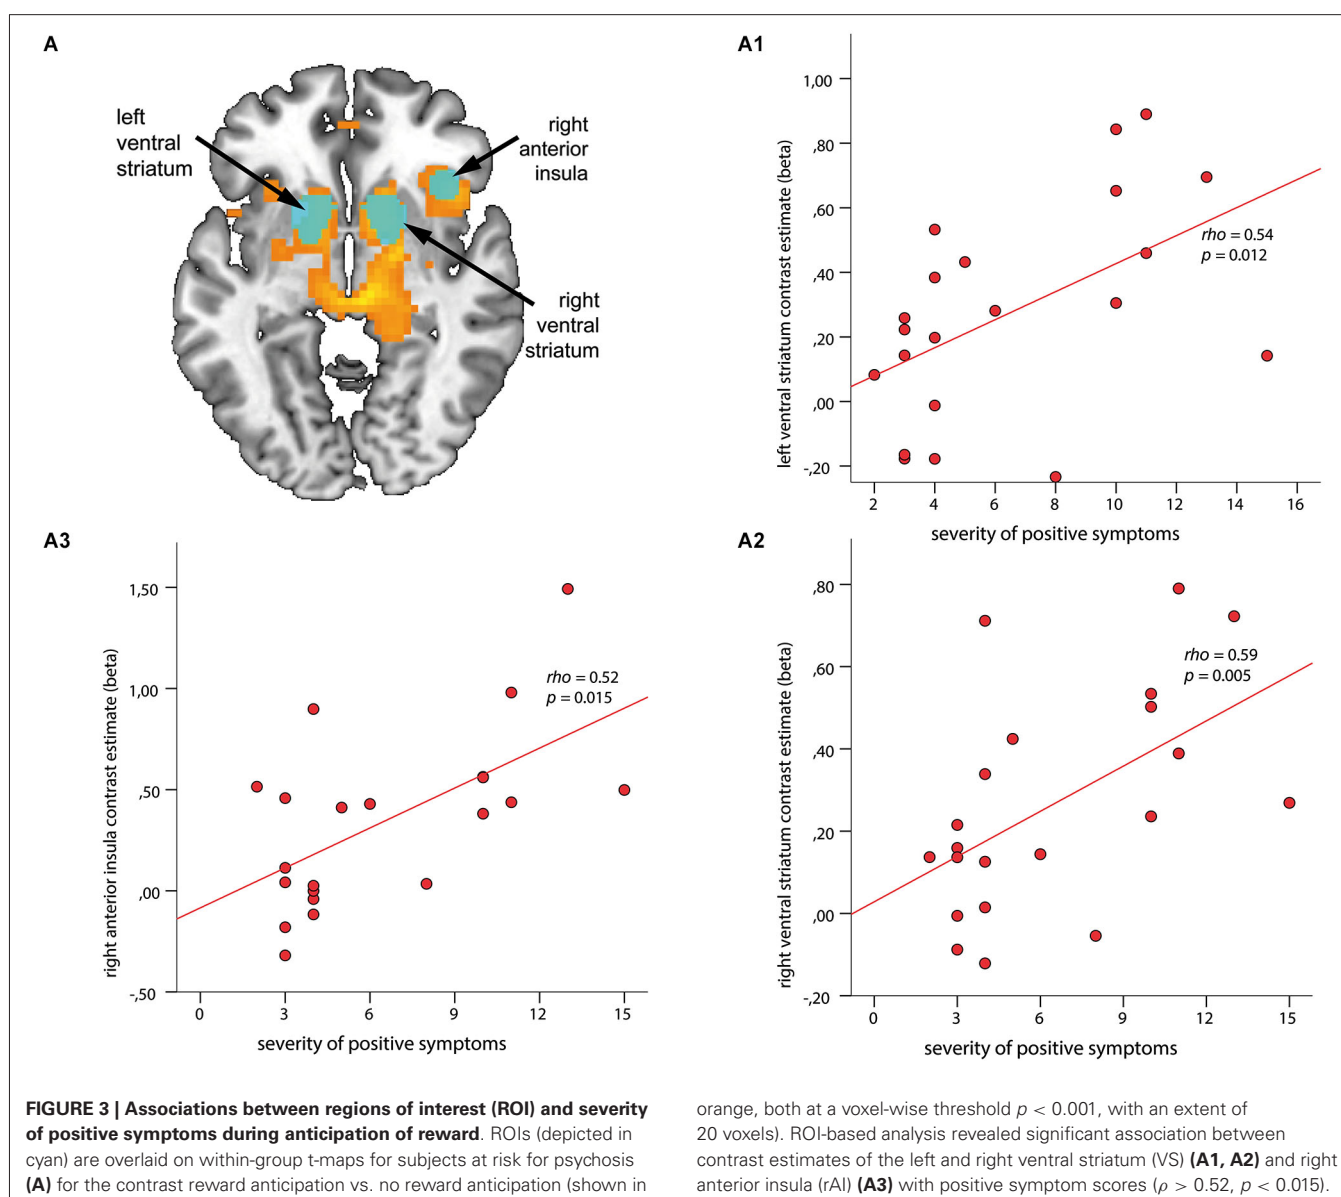 A
left
ventral
striatum
right
anterior
insula
right
ventral
striatum
A1
1,00
,80
,60
,40
,20
,00
-,20
left ventral striatum contrast estimate (beta)
rho = 0.54
p = 0.012
2 4 6 8 10 12 14 16
severity of positive symptoms
A3
1,50
1,00
,50
,00
-,50
right anterior insula contrast estimate (beta)
rho = 0.52
p = 0.015
0 3 6 9 12 15
severity of positive symptoms
A2
,80
,60
,40
,20
,00
-,20
right ventral striatum contrast estimate (beta)
rho = 0.59
p = 0.005
0 3 6 9 12 15
severity of positive symptoms
FIGURE 3 | Associations between regions of interest (ROI) and severity
of positive symptoms during anticipation of reward. ROIs (depicted in
cyan) are overlaid on within-group t-maps for subjects at risk for psychosis
(A) for the contrast reward anticipation vs. no reward anticipation (shown in
orange, both at a voxel-wise threshold p < 0.001, with an extent of
20 voxels). ROI-based analysis revealed significant association between
contrast estimates of the left and right ventral striatum (VS) (A1, A2) and right
anterior insula (rAI) (A3) with positive symptom scores (ρ > 0.52, p < 0.015).